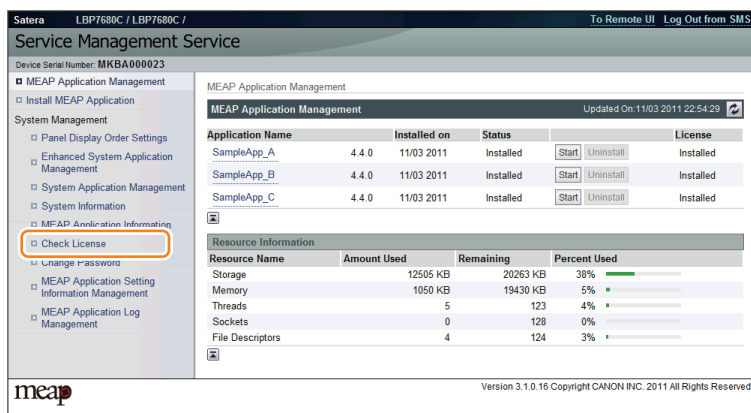 Satera LBP7680C / LBP7680C / To Remote UI Log Out from SMS
Service Management Service
Device Serial Number: MKBA000023
MEAP Application Management
Install MEAP Application
System Management
Panel Display Order Settings
Enhanced System Application
Management
System Application Management
System Information
MEAP Application Information
Check License
Change Password
MEAP Application Setting
Information Management
MEAP Application Log
Management
MEAP Application Management
MEAP Application Management Updated On:11/03 2011 22:54:29
Application Name Installed on Status License
SampleApp_A 4.4.0 11/03 2011 Installed Start Uninstall Installed
SampleApp_B 4.4.0 11/03 2011 Installed Start Uninstall Installed
SampleApp_C 4.4.0 11/03 2011 Installed Start Uninstall Installed
Resource Information
Resource Name Amount Used Remaining Percent Used
Storage 12505 KB 20263 KB 38%
Memory 1050 KB 19430 KB 5%
Threads 5 123 4%
Sockets 0 128 0%
File Descriptors 4 124 3%
meap Version 3.1.0.16 Copyright CANON INC. 2011 All Rights Reserved